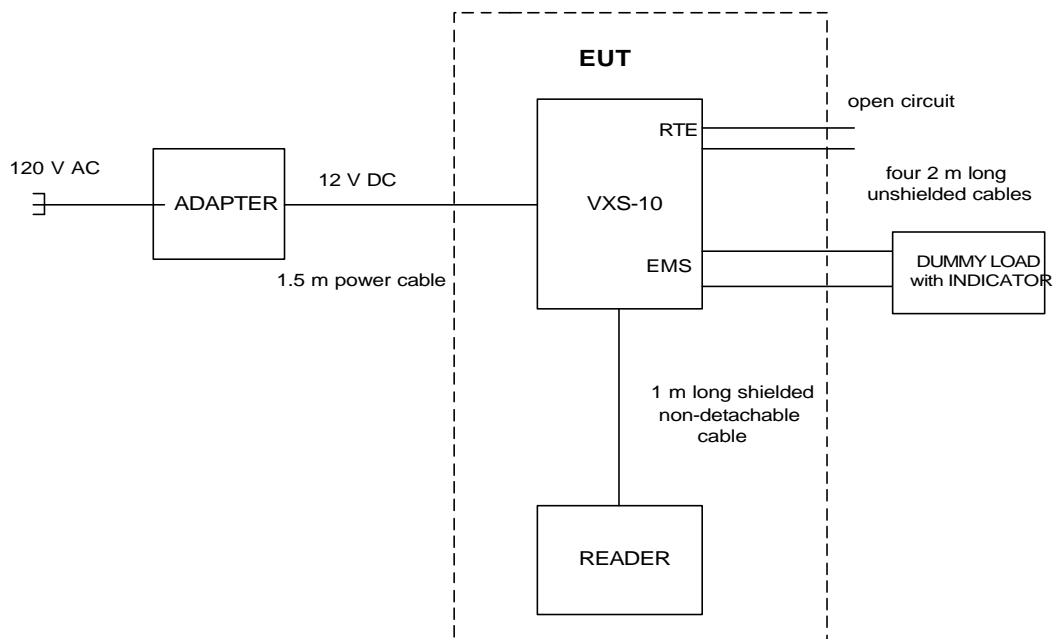 EUT
open circuit
RTE
120 V AC
12 V DC
four 2 m long
unshielded cables
ADAPTER
VXS-10
DUMMY LOAD
with INDICATOR
EMS
1.5 m power cable
1 m long shielded
non-detachable
cable
READER